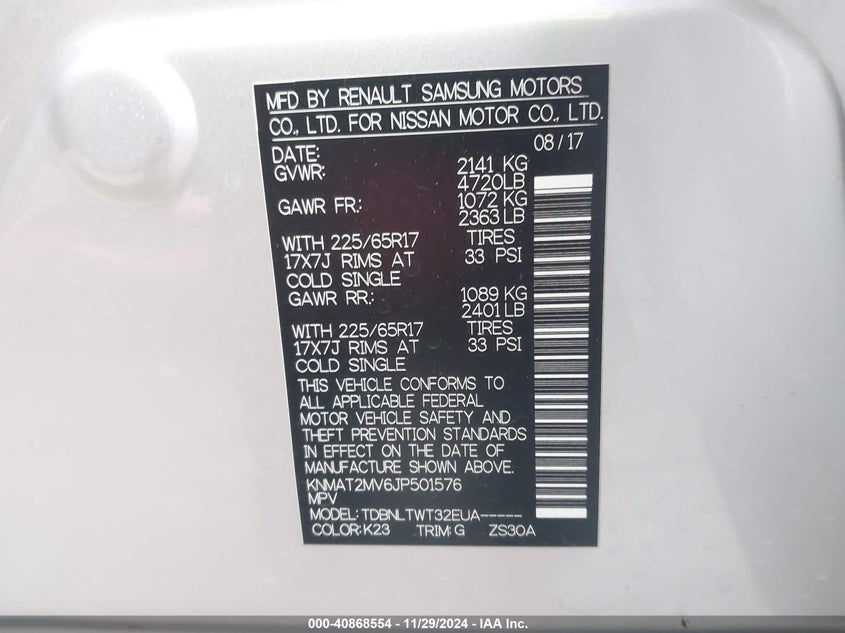 MFD BY RENAULT SAMSUNG MOTORS
CO., LTD. FOR NISSAN MOTOR CO., LTD.
DATE: 08/17
GVWR: 2141 KG
4720LB
GAWR FR: 1072 KG
2363 LB
WITH 225/65R17 TIRES
17X7J RIMS AT 33 PSI
COLD SINGLE
GAWR RR: 1089 KG
2401 LB
WITH 225/65R17 TIRES
17X7J RIMS AT 33 PSI
COLD SINGLE
THIS VEHICLE CONFORMS TO
ALL APPLICABLE FEDERAL
MOTOR VEHICLE SAFETY AND
THEFT PREVENTION STANDARDS
IN EFFECT ON THE DATE OF
MANUFACTURE SHOWN ABOVE.
KNMAT2MV6JP501576
MPV
MODEL: TDBNLTWT32EUA-----
COLOR: K23 TRIM: G ZS30A
000-40868554 - 11/29/2024 - IAA Inc.